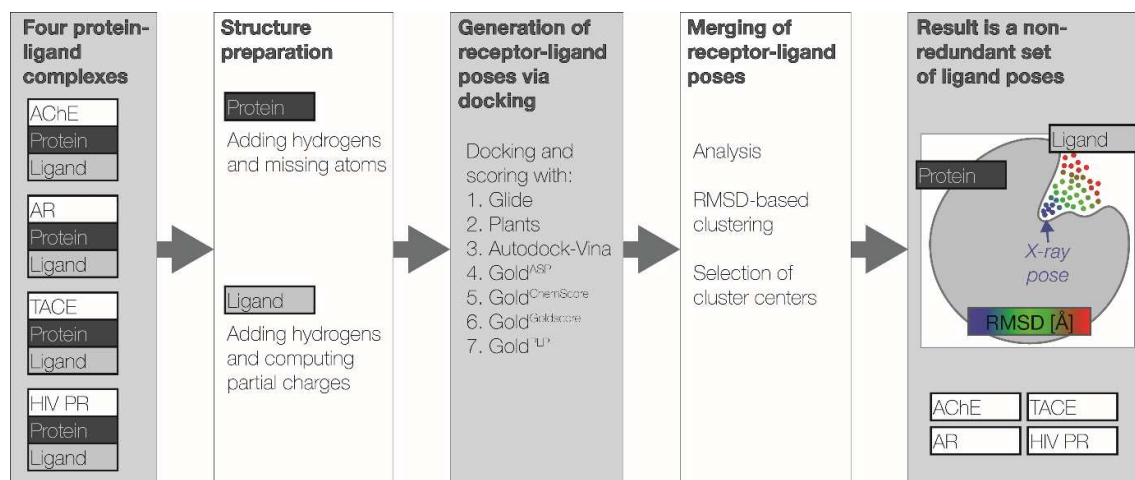 Four protein-
ligand
complexes
AChE
Protein
Ligand
AR
Protein
Ligand
TACE
Protein
Ligand
HIV PR
Protein
Ligand
Structure
preparation
Protein
Adding hydrogens
and missing atoms
Ligand
Adding hydrogens
and computing
partial charges
Generation of
receptor-ligand
poses via
docking
Docking and
scoring with:
1. Glide
2. Plants
3. Autodock-Vina
4. Gold ASP
5. Gold ChemScore
6. Gold Goldscore
7. Gold PLP
Merging of
receptor-ligand
poses
Analysis
RMSD-based
clustering
Selection of
cluster centers
Result is a non-
redundant set
of ligand poses
Ligand
Protein
X-ray
pose
RMSD [Å]
AChE TACE
AR HIV PR